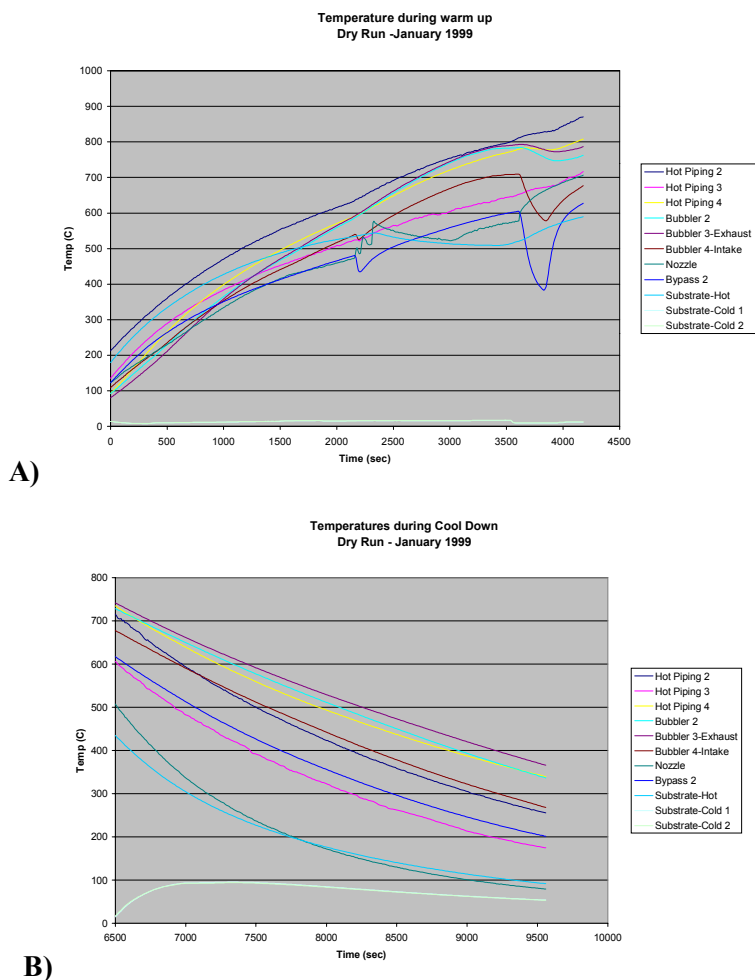 Temperature during warm up
Dry Run -January 1999
1000
900
800
700
600
500
400
300
200
100
0
Temp (C)
0 500 1000 1500 2000 2500 3000 3500 4000 4500
Time (sec)
Hot Piping 2
Hot Piping 3
Hot Piping 4
Bubbler 2
Bubbler 3-Exhaust
Bubbler 4-Intake
Nozzle
Bypass 2
Substrate-Hot
Substrate-Cold 1
Substrate-Cold 2
A)
Temperatures during Cool Down
Dry Run - January 1999
800
700
600
500
400
300
200
100
0
Temp (C)
6500 7000 7500 8000 8500 9000 9500 10000
Time (sec)
Hot Piping 2
Hot Piping 3
Hot Piping 4
Bubbler 2
Bubbler 3-Exhaust
Bubbler 4-Intake
Nozzle
Bypass 2
Substrate-Hot
Substrate-Cold 1
Substrate-Cold 2
B)